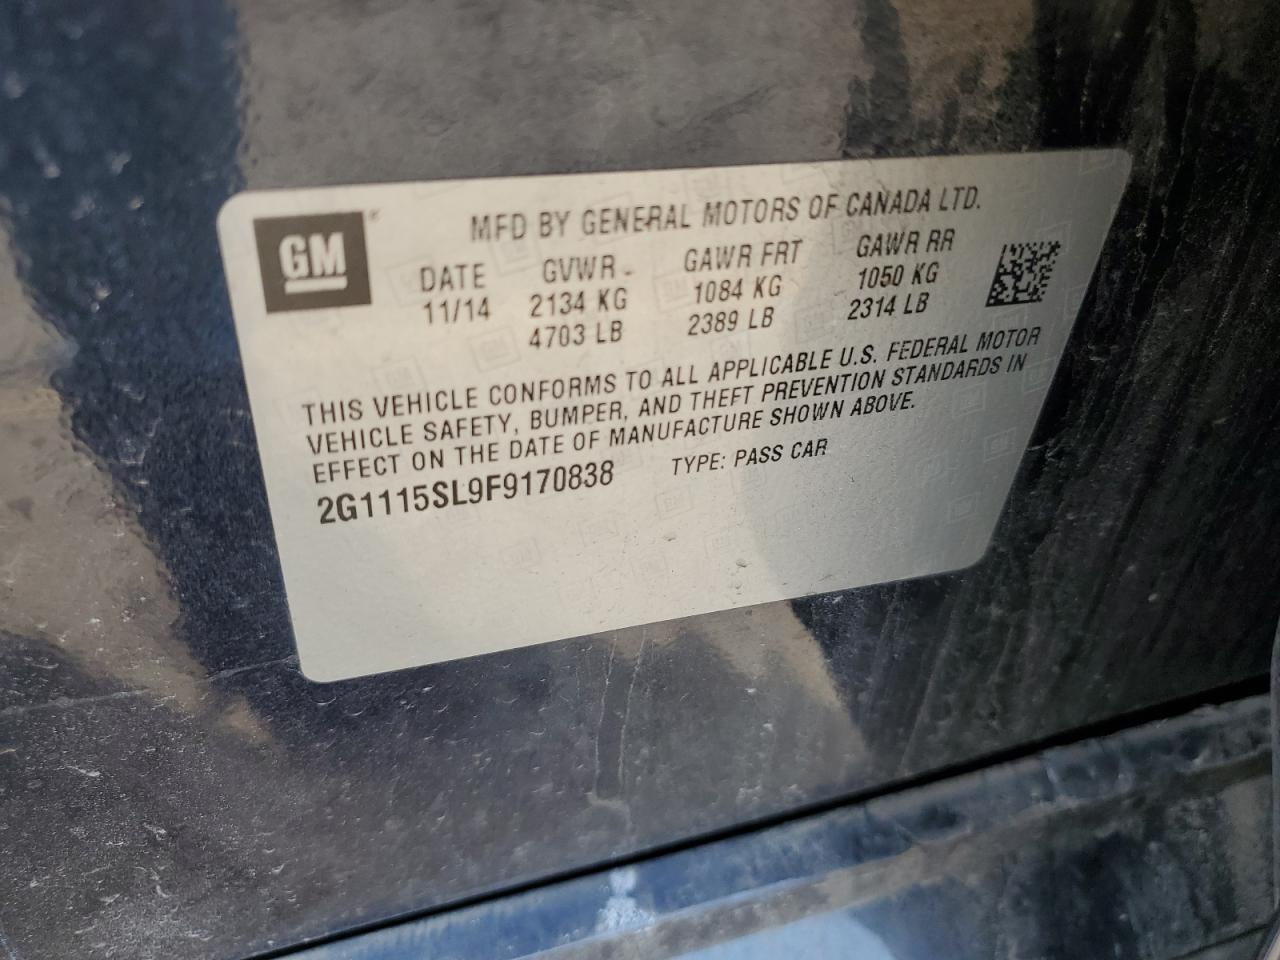 GM
MFD BY GENERAL MOTORS OF CANADA LTD.
DATE GVWR GAWR FRT GAWR RR
11/14 2134 KG 1084 KG 1050 KG
4703 LB 2389 LB 2314 LB
THIS VEHICLE CONFORMS TO ALL APPLICABLE U.S. FEDERAL MOTOR
VEHICLE SAFETY, BUMPER, AND THEFT PREVENTION STANDARDS IN
EFFECT ON THE DATE OF MANUFACTURE SHOWN ABOVE.
2G1115SL9F9170838 TYPE: PASS CAR